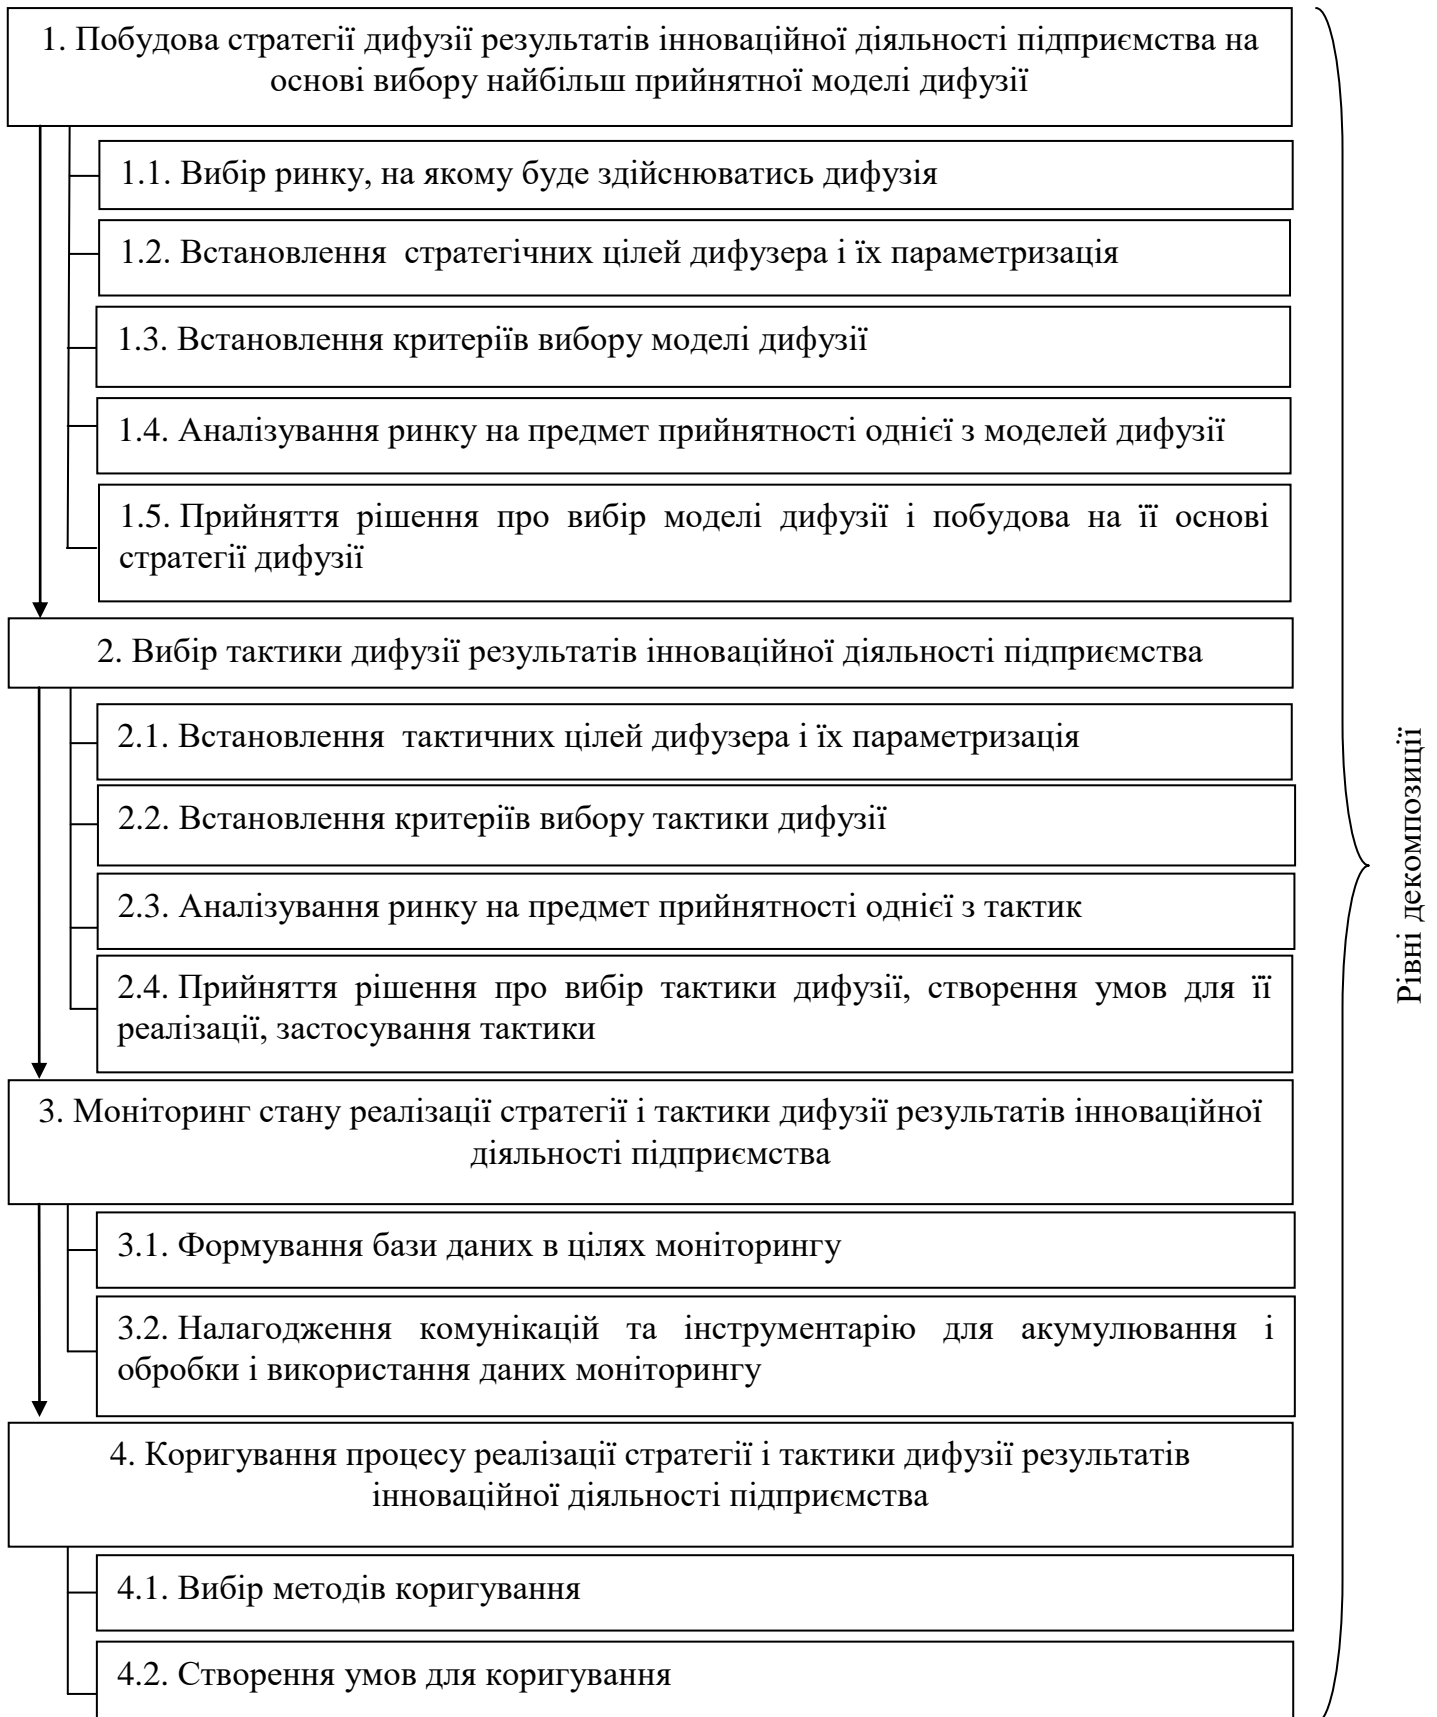 1. Побудова стратегії дифузії результатів інноваційної діяльності підприємства на
основі вибору найбільш прийнятної моделі дифузії
1.1. Вибір ринку, на якому буде здійснюватись дифузія
1.2. Встановлення стратегічних цілей дифузера і їх параметризація
1.3. Встановлення критеріїв вибору моделі дифузії
1.4. Аналізування ринку на предмет прийнятності однієї з моделей дифузії
1.5. Прийняття рішення про вибір моделі дифузії і побудова на її основі
стратегії дифузії
2. Вибір тактики дифузії результатів інноваційної діяльності підприємства
2.1. Встановлення тактичних цілей дифузера і їх параметризація
2.2. Встановлення критеріїв вибору тактики дифузії
2.3. Аналізування ринку на предмет прийнятності однієї з тактик
2.4. Прийняття рішення про вибір тактики дифузії, створення умов для її
реалізації, застосування тактики
3. Моніторинг стану реалізації стратегії і тактики дифузії результатів інноваційної
діяльності підприємства
3.1. Формування бази даних в цілях моніторингу
3.2. Налагодження комунікацій та інструментарію для акумулювання і
обробки і використання даних моніторингу
4. Коригування процесу реалізації стратегії і тактики дифузії результатів
інноваційної діяльності підприємства
4.1. Вибір методів коригування
4.2. Створення умов для коригування
Рівні декомпозиції